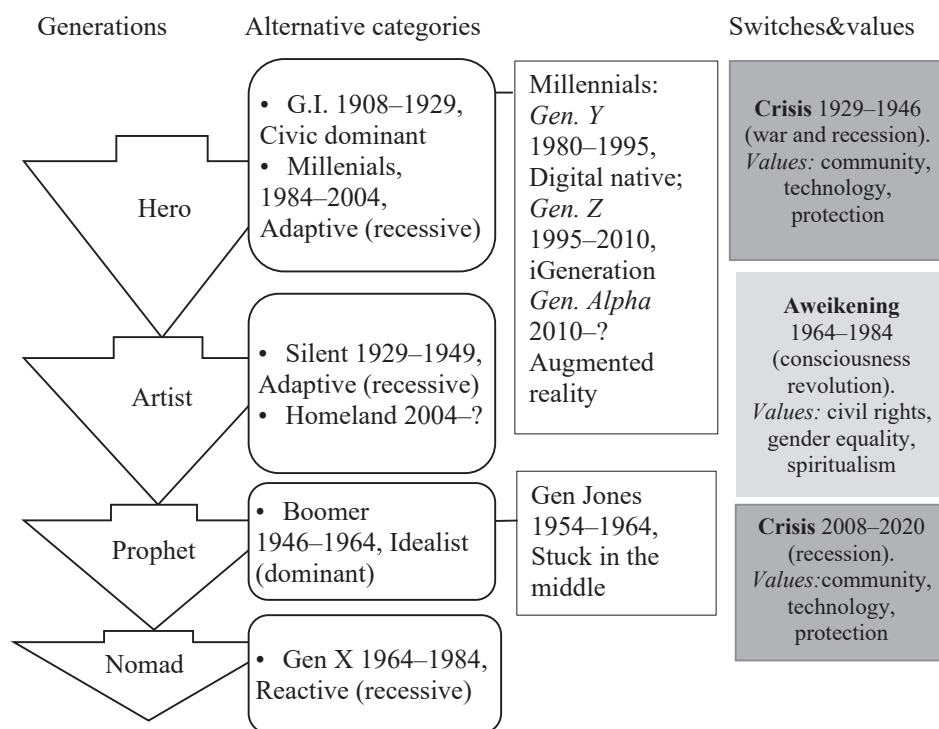 Generations
Alternative categories
Switches&values
Hero
• G.I. 1908–1929,
Civic dominant
• Millenials,
1984–2004,
Adaptive (recessive)
Millennials:
Gen. Y
1980–1995,
Digital native;
Gen. Z
1995–2010,
iGeneration
Gen. Alpha
2010–?
Augmented
reality
Crisis 1929–1946
(war and recession).
Values: community,
technology,
protection
Artist
• Silent 1929–1949,
Adaptive (recessive)
• Homeland 2004–?
Aweikening
1964–1984
(consciousness
revolution).
Values: civil rights,
gender equality,
spiritualism
Prophet
• Boomer
1946–1964, Idealist
(dominant)
Gen Jones
1954–1964,
Stuck in the
middle
Crisis 2008–2020
(recession).
Values:community,
technology,
protection
Nomad
• Gen X 1964–1984,
Reactive (recessive)